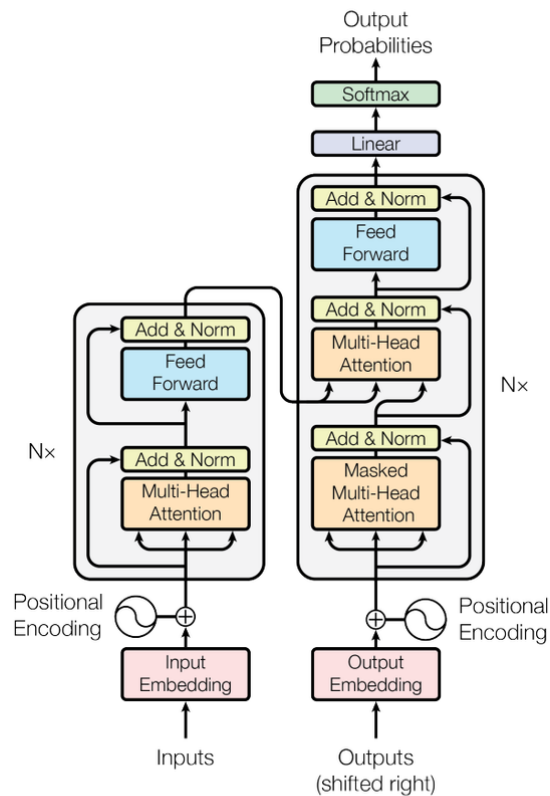 Output
Probabilities
Softmax
Linear
Add & Norm
Feed
Forward
Add & Norm
Multi-Head
Attention
Add & Norm
Masked
Multi-Head
Attention
N×
Positional
Encoding
Output
Embedding
Outputs
(shifted right)
Add & Norm
Feed
Forward
Add & Norm
Multi-Head
Attention
N×
Positional
Encoding
Input
Embedding
Inputs